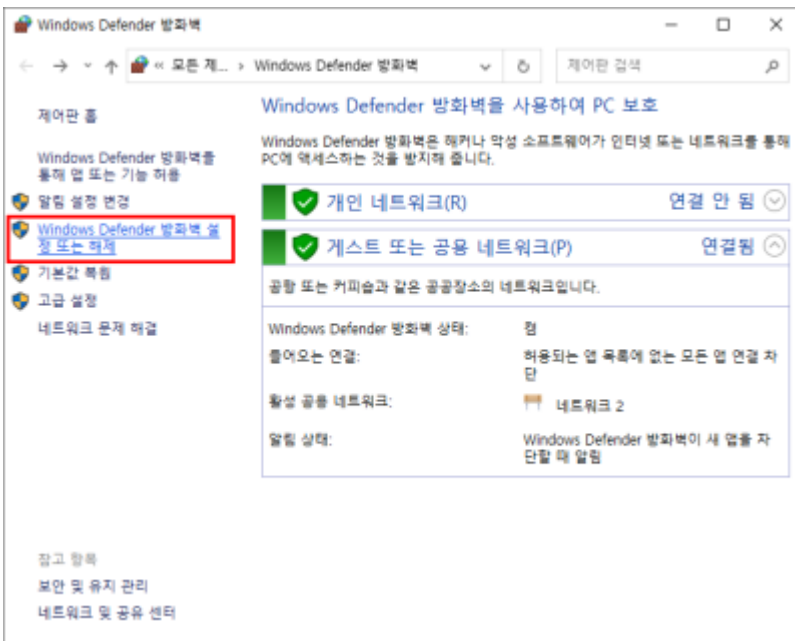 Windows Defender 방화벽
« 모든 제... › Windows Defender 방화벽
제어판 검색
제어판 홈
Windows Defender 방화벽를
통해 앱 또는 기능 허용
알림 설정 변경
Windows Defender 방화벽 설
정 또는 해제
기본값 복원
고급 설정
네트워크 문제 해결
참고 항목
보안 및 유지 관리
네트워크 및 공유 센터
Windows Defender 방화벽을 사용하여 PC 보호
Windows Defender 방화벽은 해커나 악성 소프트웨어가 인터넷 또는 네트워크를 통해
PC에 액세스하는 것을 방지해 줍니다.
개인 네트워크(R) 연결 안 됨
게스트 또는 공용 네트워크(P) 연결됨
공항 또는 커피숍과 같은 공공장소의 네트워크입니다.
Windows Defender 방화벽 상태: 켬
들어오는 연결: 허용되는 앱 목록에 없는 모든 앱 연결 차
단
활성 공용 네트워크: 네트워크 2
알림 상태: Windows Defender 방화벽이 새 앱을 차
단할 때 알림